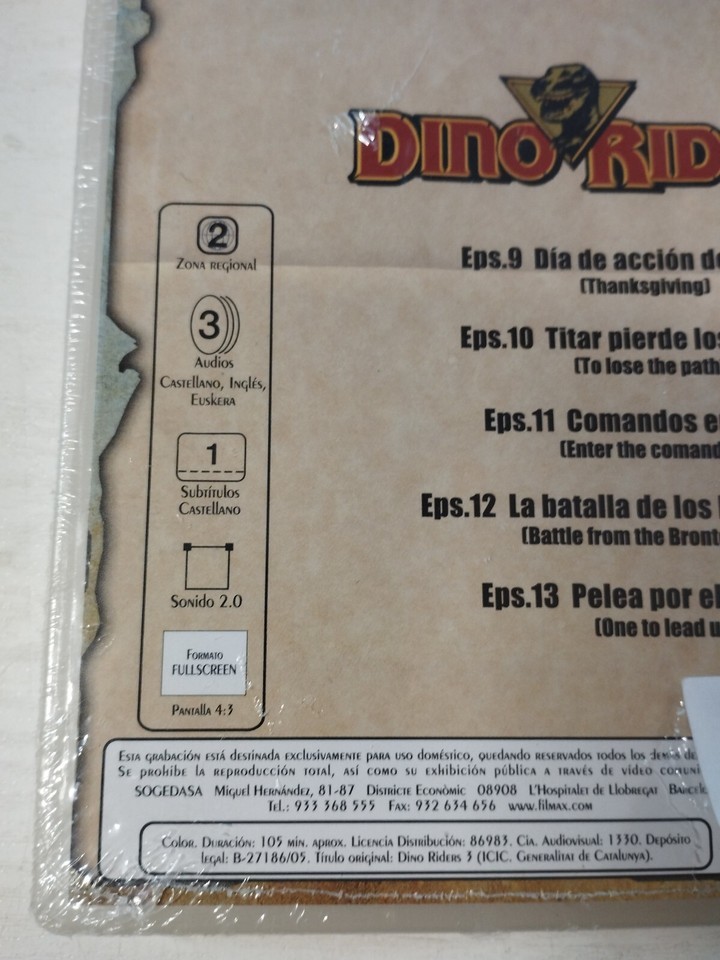 DINO RID
2
Zona regional
3
Audios
Castellano, Inglés,
Euskera
1
Subtítulos
Castellano
Sonido 2.0
Formato
FULLSCREEN
Pantalla 4:3
Eps.9 Día de acción de
(Thanksgiving)
Eps.10 Titar pierde los
(To lose the path
Eps.11 Comandos e
(Enter the comand
Eps.12 La batalla de los
(Battle from the Bront
Eps.13 Pelea por el
(One to lead u
Esta grabación está destinada exclusivamente para uso doméstico, quedando reservados todos los demás de
Se prohíbe la reproducción total, así como su exhibición pública a través de vídeo comuni
SOGEDASA Miguel Hernández, 81-87 Districte Econòmic 08908 L'Hospitalet de Llobregat Barcelo
Tel.: 933 368 555 Fax: 932 634 656 www.filmax.com
Color. Duración: 105 min. aprox. Licencia Distribución: 86983. Cia. Audiovisual: 1330. Depósito
legal: B-27186/05. Título original: Dino Riders 3 (ICIC. Generalitat de Catalunya).